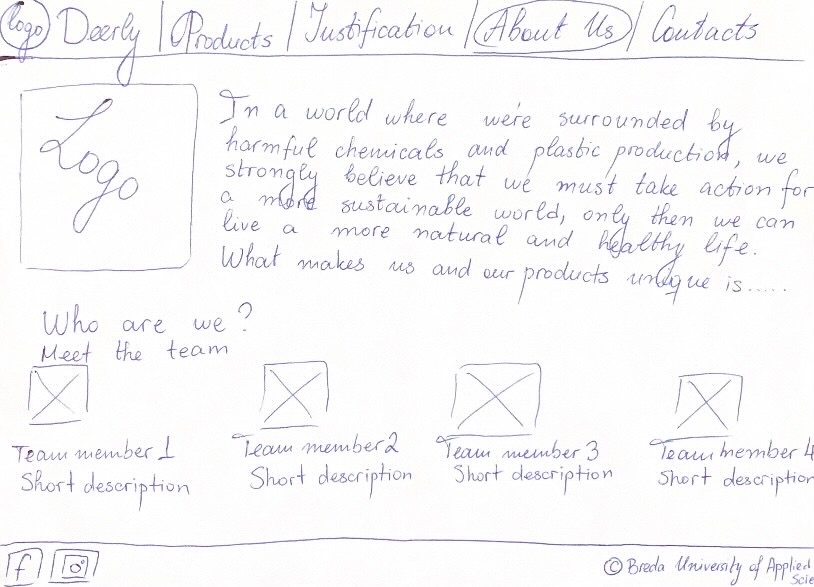 logo Deerly | Products | Justification | About Us | Contacts
Logo
In a world where we're surrounded by
harmful chemicals and plastic production, we
strongly believe that we must take action for
a more sustainable world, only then we can
live a more natural and healthy life.
What makes us and our products unique is.....
Who are we?
Meet the team
Team member 1 Team member 2 Team member 3 Team member 4
Short description Short description Short description Short description
f © Breda University of Applied
Scie